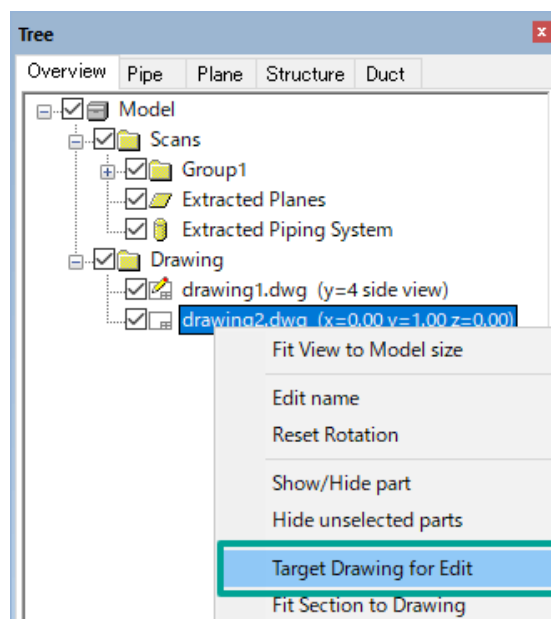 Tree
Overview Pipe Plane Structure Duct
Model
Scans
Group1
Extracted Planes
Extracted Piping System
Drawing
drawing1.dwg (y=4 side view)
drawing2.dwg (x=0.00 y=1.00 z=0.00)
Fit View to Model size
Edit name
Reset Rotation
Show/Hide part
Hide unselected parts
Target Drawing for Edit
Fit Section to Drawing